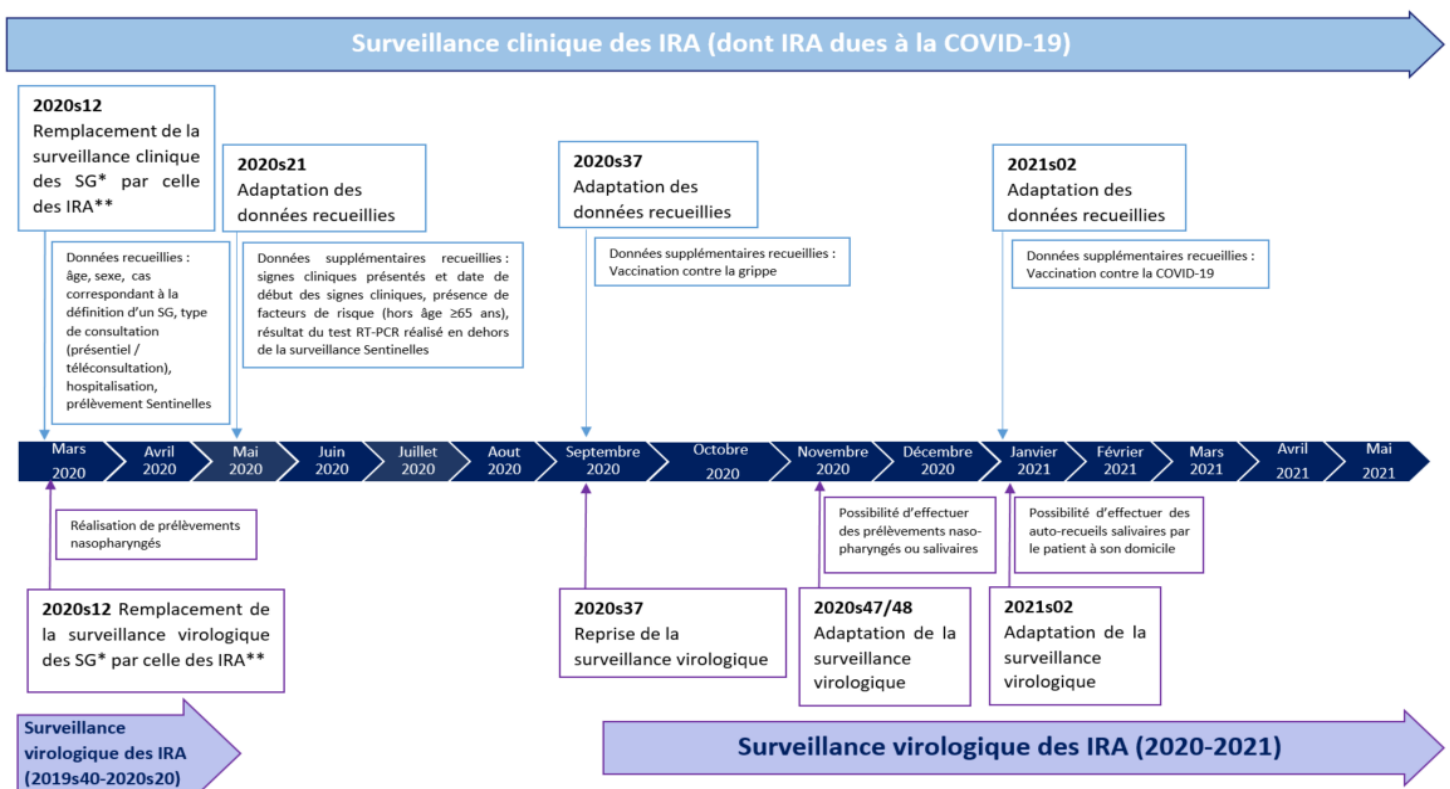 Surveillance clinique des IRA (dont IRA dues à la COVID-19)
2020s12
Remplacement de la
surveillance clinique
des SG* par celle
des IRA**
2020s21
Adaptation des
données recueillies
2020s37
Adaptation des
données recueillies
2021s02
Adaptation des
données recueillies
Données recueillies :
âge, sexe, cas
correspondant à la
définition d'un SG, type
de consultation
(présentiel /
téléconsultation),
hospitalisation,
prélèvement Sentinelles
Données supplémentaires recueillies :
signes cliniques présentés et date de
début des signes cliniques, présence de
facteurs de risque (hors âge ≥65 ans),
résultat du test RT-PCR réalisé en dehors
de la surveillance Sentinelles
Données supplémentaires recueillies :
Vaccination contre la grippe
Données supplémentaires recueillies :
Vaccination contre la COVID-19
Mars
2020
Avril
2020
Mai
2020
Juin
2020
Juillet
2020
Aout
2020
Septembre
2020
Octobre
2020
Novembre
2020
Décembre
2020
Janvier
2021
Février
2021
Mars
2021
Avril
2021
Mai
2021
Réalisation de prélèvements
nasopharyngés
Possibilité d'effectuer
des prélèvements naso-
pharyngés ou salivaires
Possibilité d'effectuer des
auto-recueils salivaires par
le patient à son domicile
2020s12 Remplacement de
la surveillance virologique
des SG* par celle des IRA**
2020s37
Reprise de la
surveillance virologique
2020s47/48
Adaptation de la
surveillance
virologique
2021s02
Adaptation de la
surveillance
virologique
Surveillance
virologique des IRA
(2019s40-2020s20)
Surveillance virologique des IRA (2020-2021)